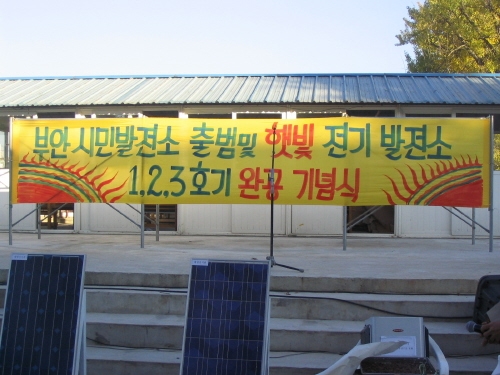 부안 시민발전소 출범및 햇빛 전기 발전소
1,2,3호기 완공 기념식